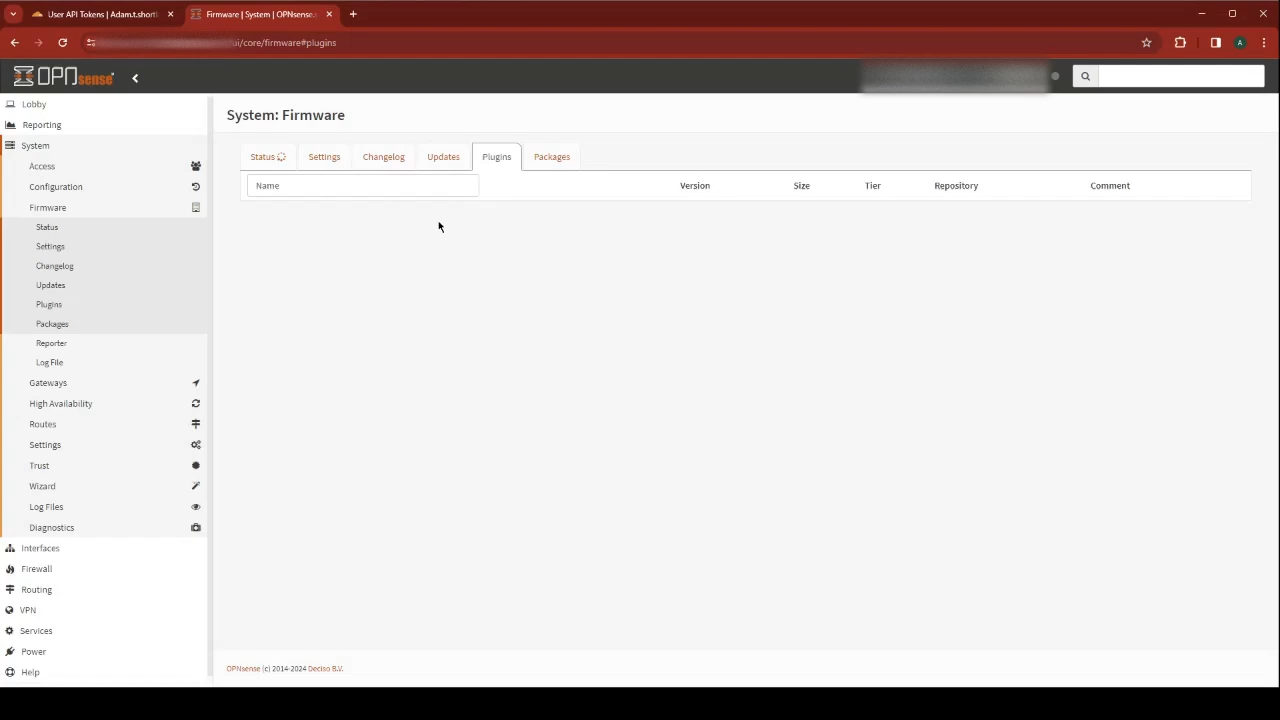 User API Tokens | Adam.t.short
Firmware | System | OPNsense.
ui/core/firmware#plugins
A
OPNsense
Lobby
Reporting
System
Access
Configuration
Firmware
Status
Settings
Changelog
Updates
Plugins
Packages
Reporter
Log File
Gateways
High Availability
Routes
Settings
Trust
Wizard
Log Files
Diagnostics
Interfaces
Firewall
Routing
VPN
Services
Power
Help
System: Firmware
Status Settings Changelog Updates Plugins Packages
Name Version Size Tier Repository Comment
OPNsense (c) 2014-2024 Deciso B.V.